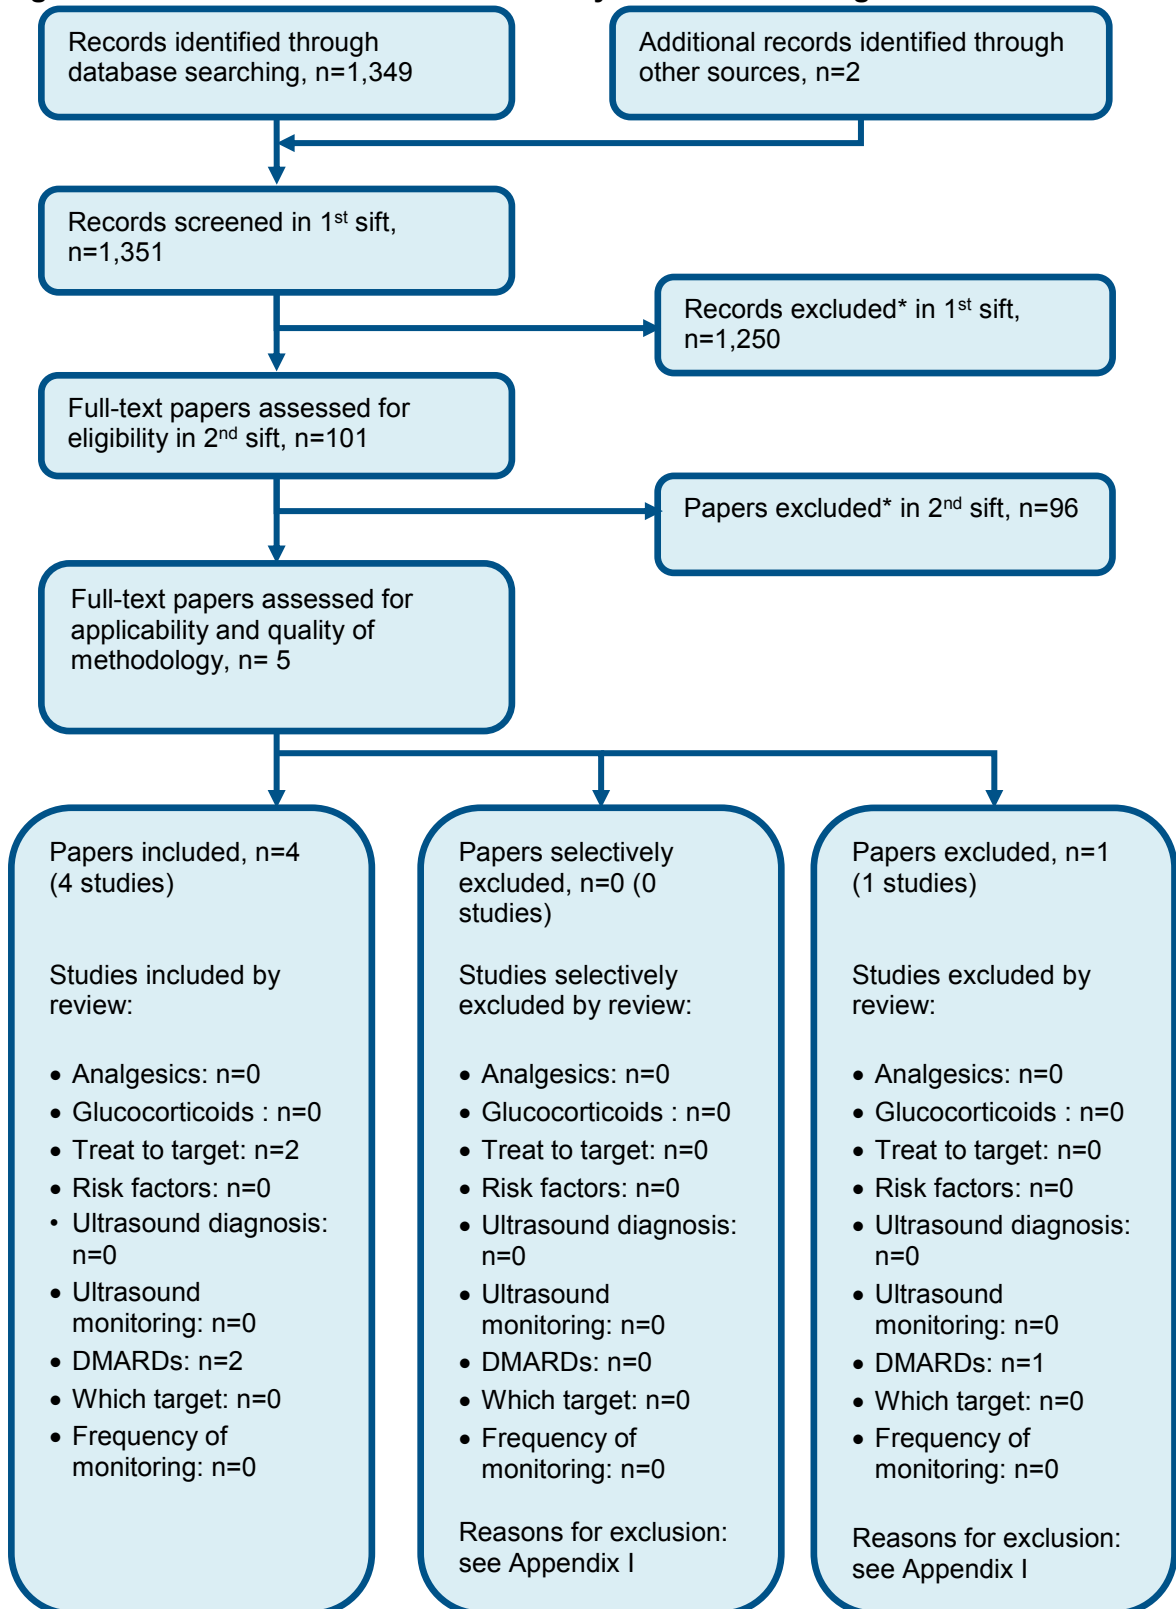 Records identified through
database searching, n=1,349
Additional records identified through
other sources, n=2
Records screened in 1st sift,
n=1,351
Records excluded* in 1st sift,
n=1,250
Full-text papers assessed for
eligibility in 2nd sift, n=101
Papers excluded* in 2nd sift, n=96
Full-text papers assessed for
applicability and quality of
methodology, n= 5
Papers included, n=4
(4 studies)
Studies included by
review:
• Analgesics: n=0
• Glucocorticoids : n=0
• Treat to target: n=2
• Risk factors: n=0
• Ultrasound diagnosis:
n=0
• Ultrasound
monitoring: n=0
• DMARDs: n=2
• Which target: n=0
• Frequency of
monitoring: n=0
Papers selectively
excluded, n=0 (0
studies)
Studies selectively
excluded by review:
• Analgesics: n=0
• Glucocorticoids : n=0
• Treat to target: n=0
• Risk factors: n=0
• Ultrasound diagnosis:
n=0
• Ultrasound
monitoring: n=0
• DMARDs: n=0
• Which target: n=0
• Frequency of
monitoring: n=0
Reasons for exclusion:
see Appendix I
Papers excluded, n=1
(1 studies)
Studies excluded by
review:
• Analgesics: n=0
• Glucocorticoids : n=0
• Treat to target: n=0
• Risk factors: n=0
• Ultrasound diagnosis:
n=0
• Ultrasound
monitoring: n=0
• DMARDs: n=1
• Which target: n=0
• Frequency of
monitoring: n=0
Reasons for exclusion:
see Appendix I